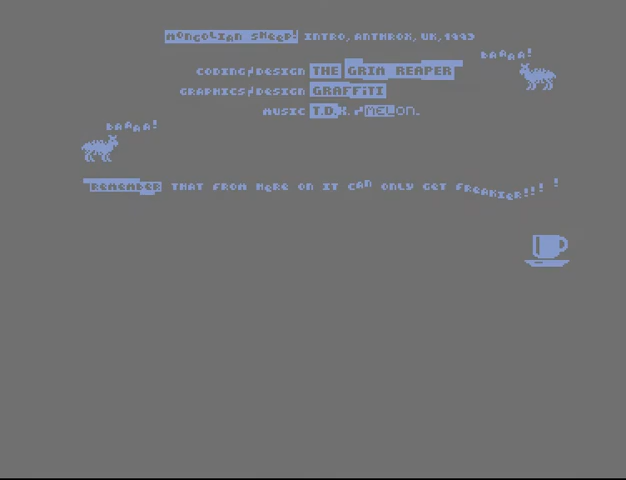 MONGOLIAN SHEEP! INTRO, ANTHROX, UK, 1993
BAAAA!
CODING/DESIGN THE GRIM REAPER
GRAPHICS/DESIGN GRAFFITI
MUSIC T.D.K. MELON.
BAAAA!
REMEMBER THAT FROM HERE ON IT CAN ONLY GET FREAKIER!!! !